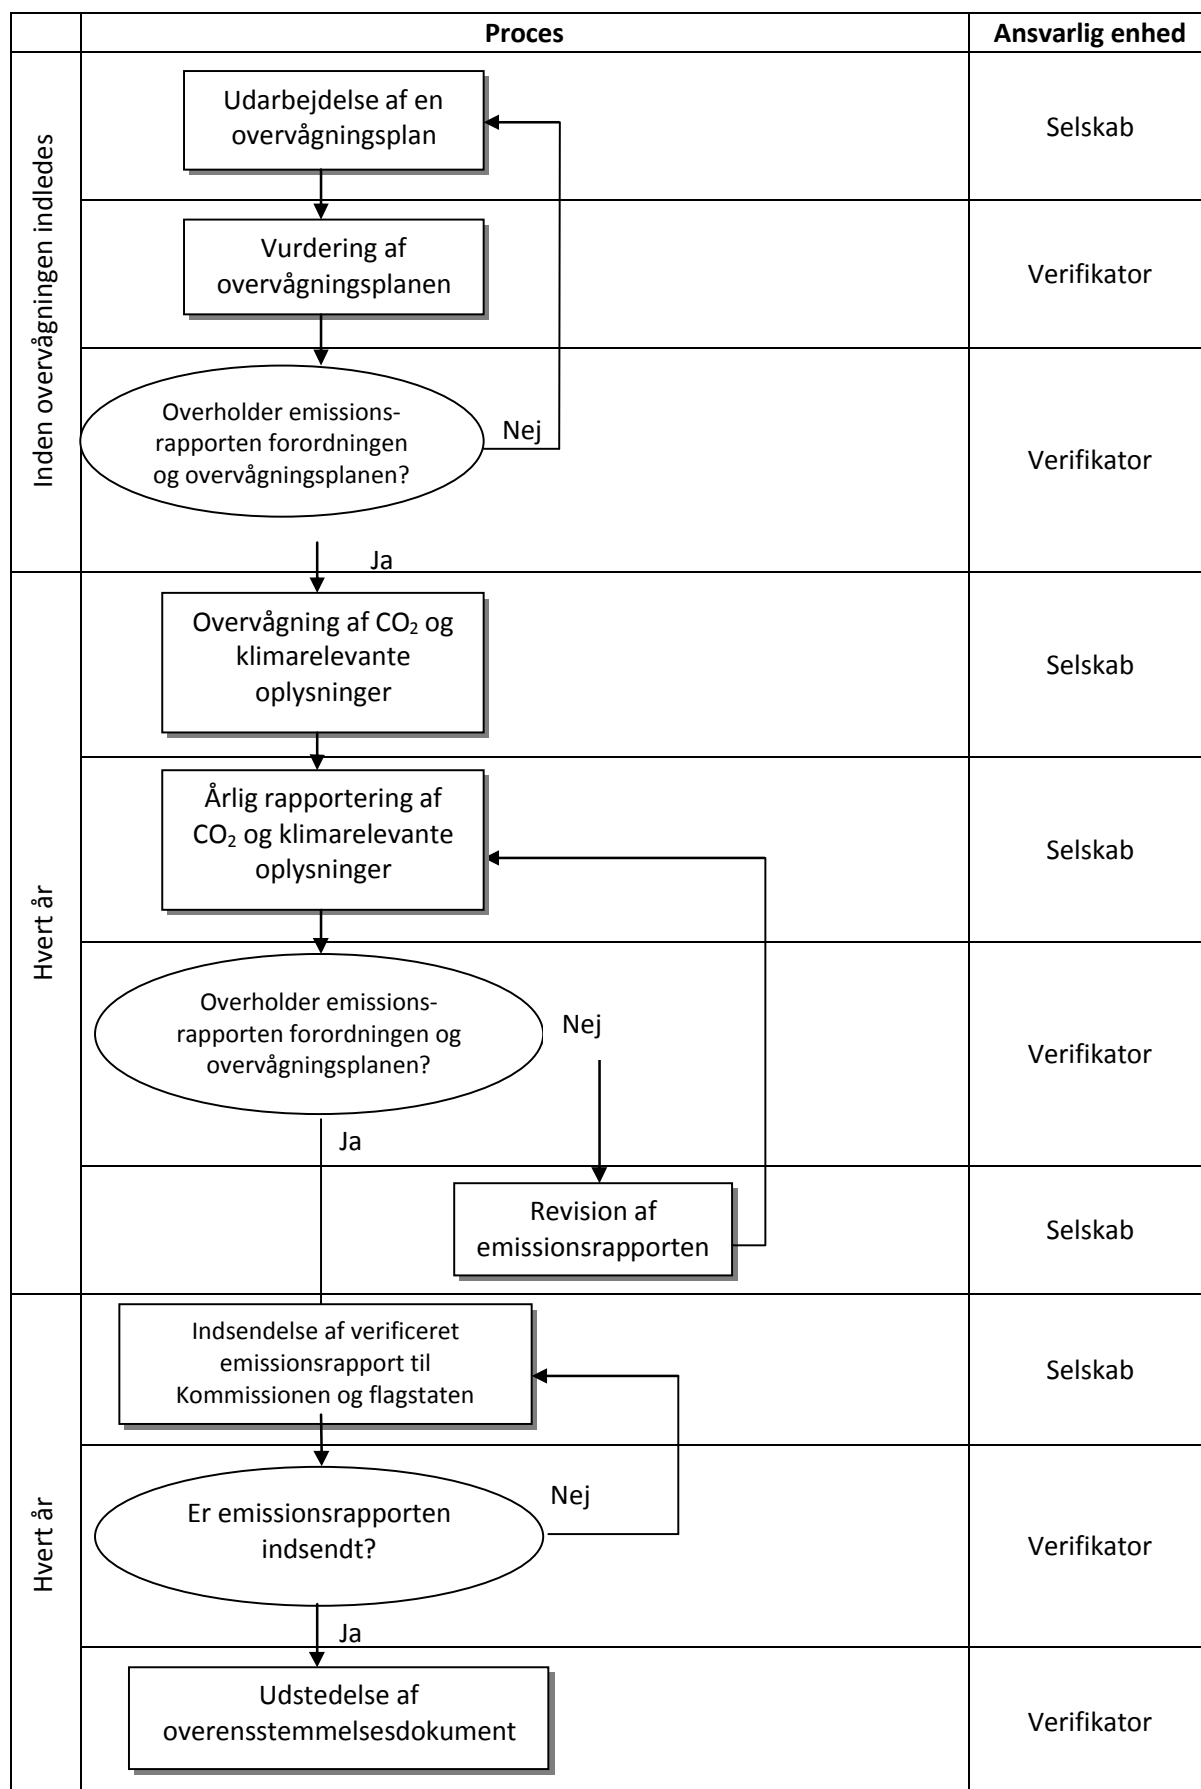 Proces
Ansvarlig enhed
Inden overvågningen indledes
Udarbejdelse af en
overvågningsplan
Selskab
Vurdering af
overvågningsplanen
Verifikator
Overholder emissions-
rapporten forordningen
og overvågningsplanen?
Nej
Verifikator
Ja
Hvert år
Overvågning af CO₂ og
klimarelevante
oplysninger
Selskab
Årlig rapportering af
CO₂ og klimarelevante
oplysninger
Selskab
Overholder emissions-
rapporten forordningen og
overvågningsplanen?
Nej
Verifikator
Ja
Revision af
emissionsrapporten
Selskab
Hvert år
Indsendelse af verificeret
emissionsrapport til
Kommissionen og flagstaten
Selskab
Er emissionsrapporten
indsendt?
Nej
Verifikator
Ja
Udstedelse af
overensstemmelsesdokument
Verifikator